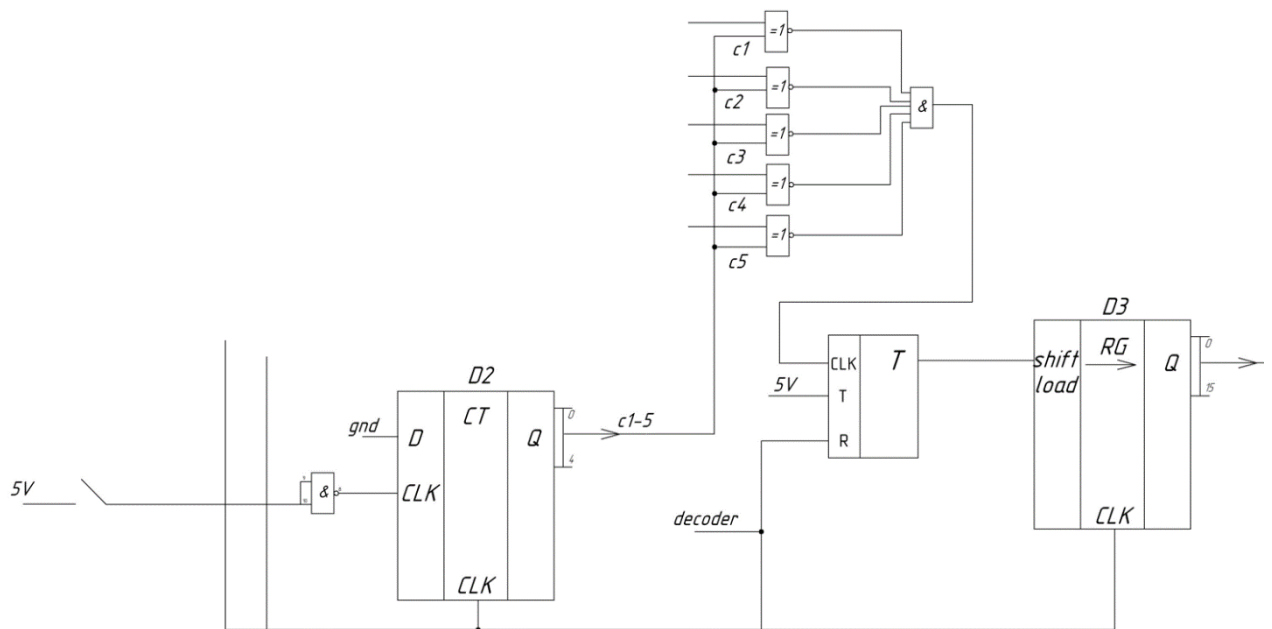 =1
c1
=1
c2
&
=1
c3
=1
c4
=1
c5
D3
0
shift
load
RG
Q
15
CLK
CLK
T
5V
T
R
D2
CT
0
gnd
D
Q
c1-5
4
5V
&
CLK
decoder
CLK